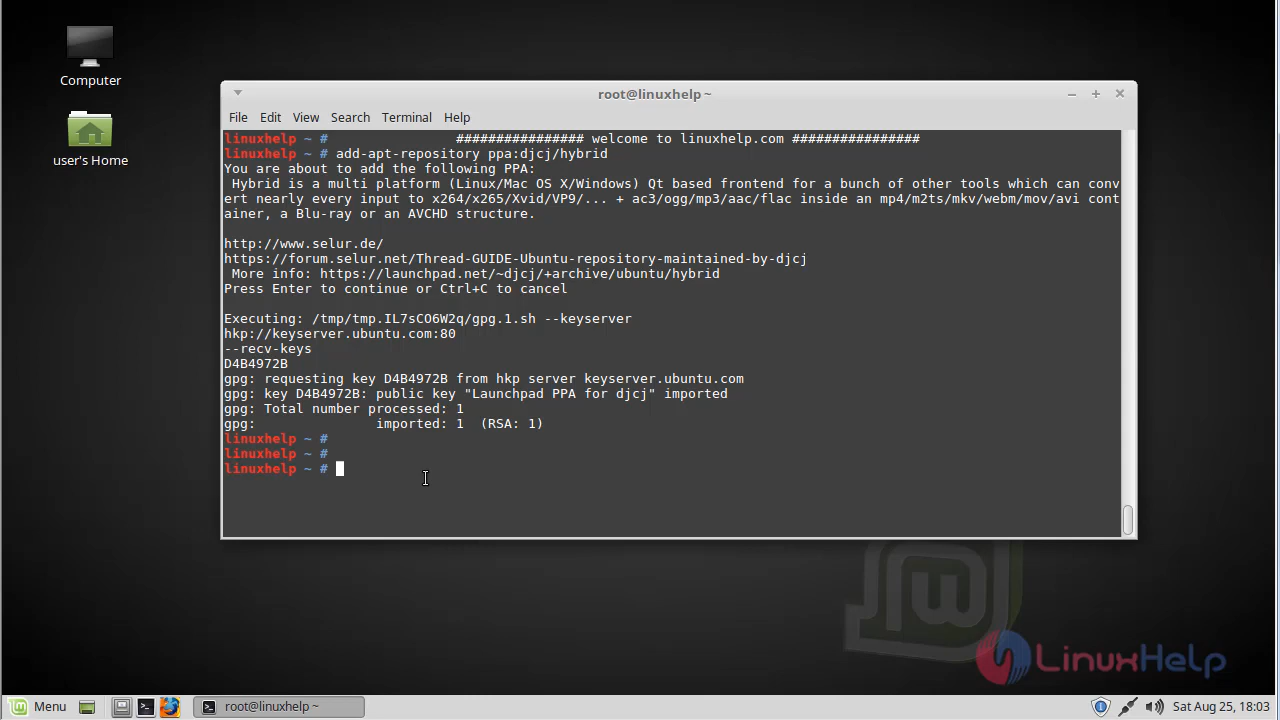 Computer
user's Home
root@linuxhelp ~
File Edit View Search Terminal Help
linuxhelp ~ # ################ welcome to linuxhelp.com ################
linuxhelp ~ # add-apt-repository ppa:djcj/hybrid
You are about to add the following PPA:
 Hybrid is a multi platform (Linux/Mac OS X/Windows) Qt based frontend for a bunch of other tools which can conv
ert nearly every input to x264/x265/Xvid/VP9/... + ac3/ogg/mp3/aac/flac inside an mp4/m2ts/mkv/webm/mov/avi cont
ainer, a Blu-ray or an AVCHD structure.
http://www.selur.de/
https://forum.selur.net/Thread-GUIDE-Ubuntu-repository-maintained-by-djcj
 More info: https://launchpad.net/~djcj/+archive/ubuntu/hybrid
Press Enter to continue or Ctrl+C to cancel
Executing: /tmp/tmp.IL7sCO6W2q/gpg.1.sh --keyserver
hkp://keyserver.ubuntu.com:80
--recv-keys
D4B4972B
gpg: requesting key D4B4972B from hkp server keyserver.ubuntu.com
gpg: key D4B4972B: public key "Launchpad PPA for djcj" imported
gpg: Total number processed: 1
gpg:               imported: 1  (RSA: 1)
linuxhelp ~ #
linuxhelp ~ #
linuxhelp ~ #
LinuxHelp
Menu
root@linuxhelp ~
Sat Aug 25, 18:03